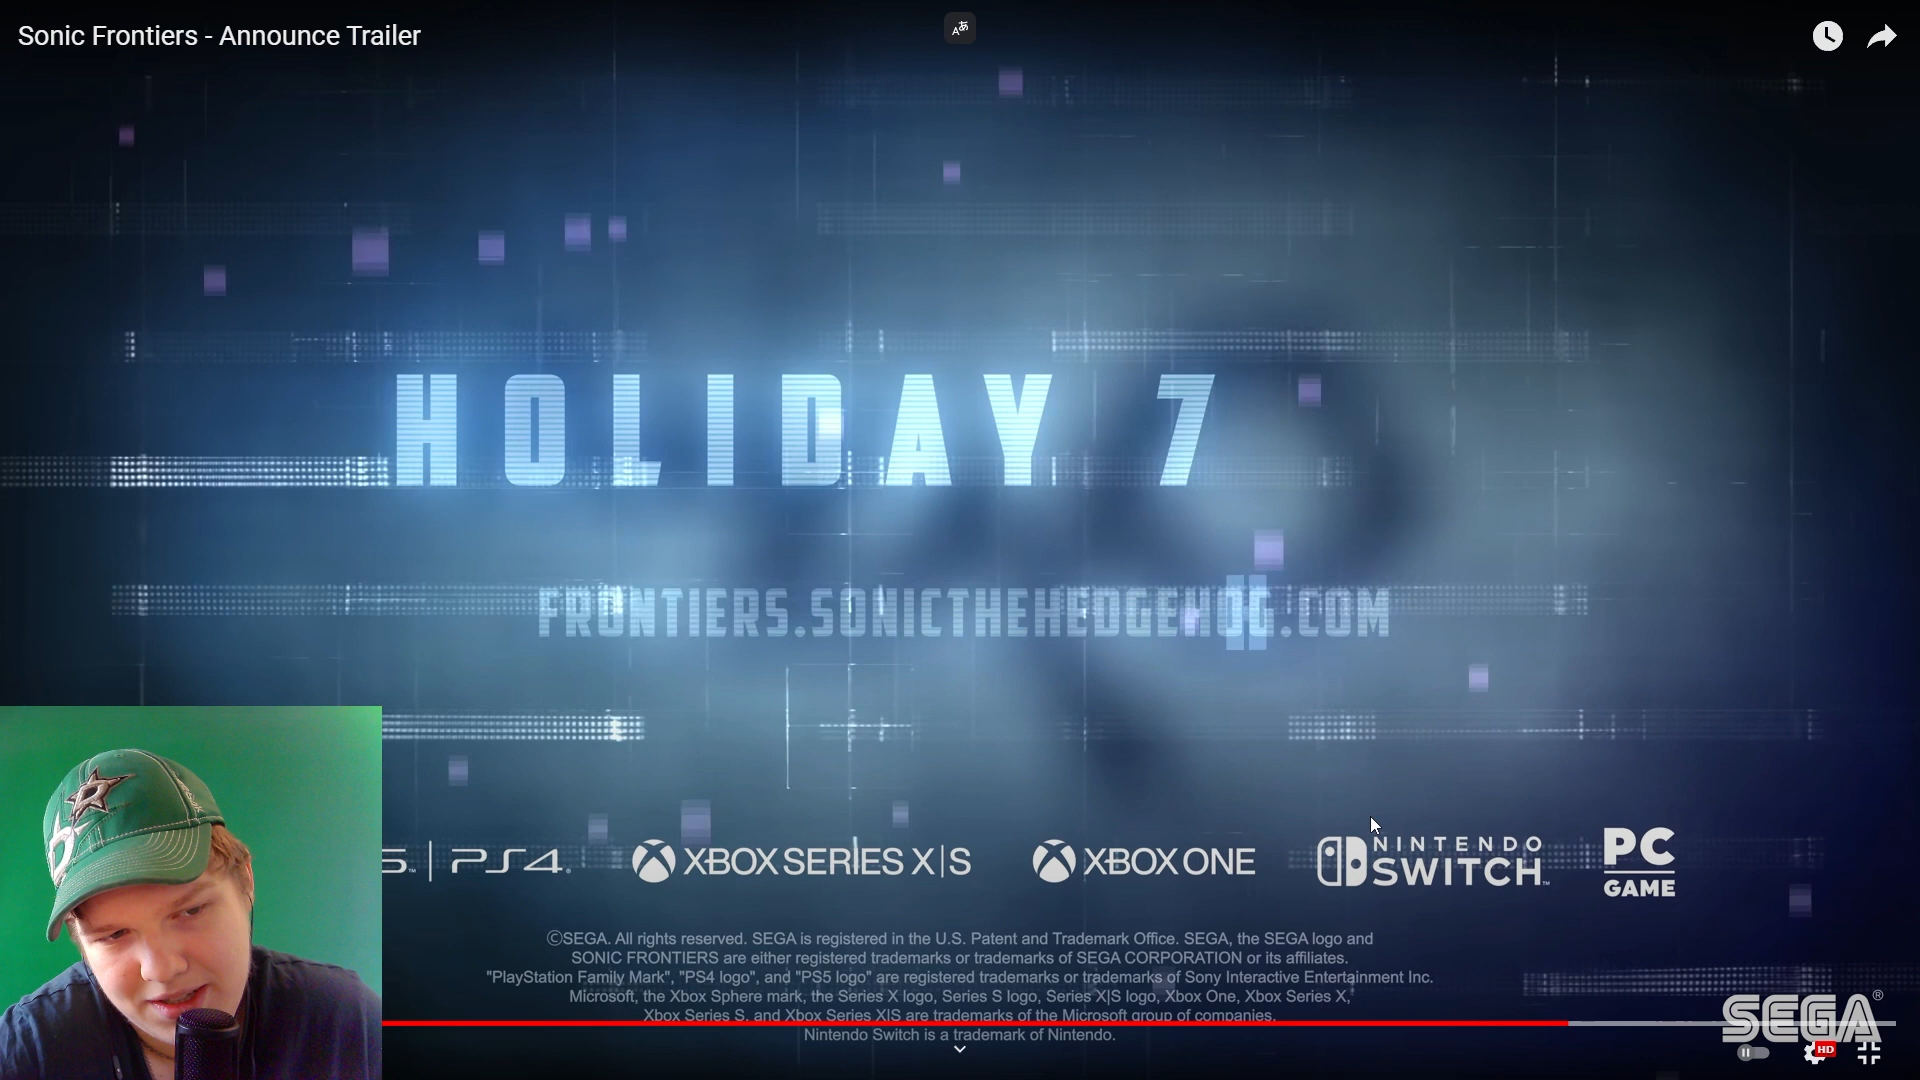 Sonic Frontiers - Announce Trailer
HOLIDAY 7
FRONTIERS.SONICTHEHEDGEHOG.COM
5™ | PS4® XBOX SERIES X|S XBOX ONE NINTENDO SWITCH™ PC GAME
©SEGA. All rights reserved. SEGA is registered in the U.S. Patent and Trademark Office. SEGA, the SEGA logo and
SONIC FRONTIERS are either registered trademarks or trademarks of SEGA CORPORATION or its affiliates.
"PlayStation Family Mark", "PS4 logo", and "PS5 logo" are registered trademarks or trademarks of Sony Interactive Entertainment Inc.
Microsoft, the Xbox Sphere mark, the Series X logo, Series S logo, Series X|S logo, Xbox One, Xbox Series X,
Xbox Series S, and Xbox Series X|S are trademarks of the Microsoft group of companies.
Nintendo Switch is a trademark of Nintendo.
SEGA®
HD